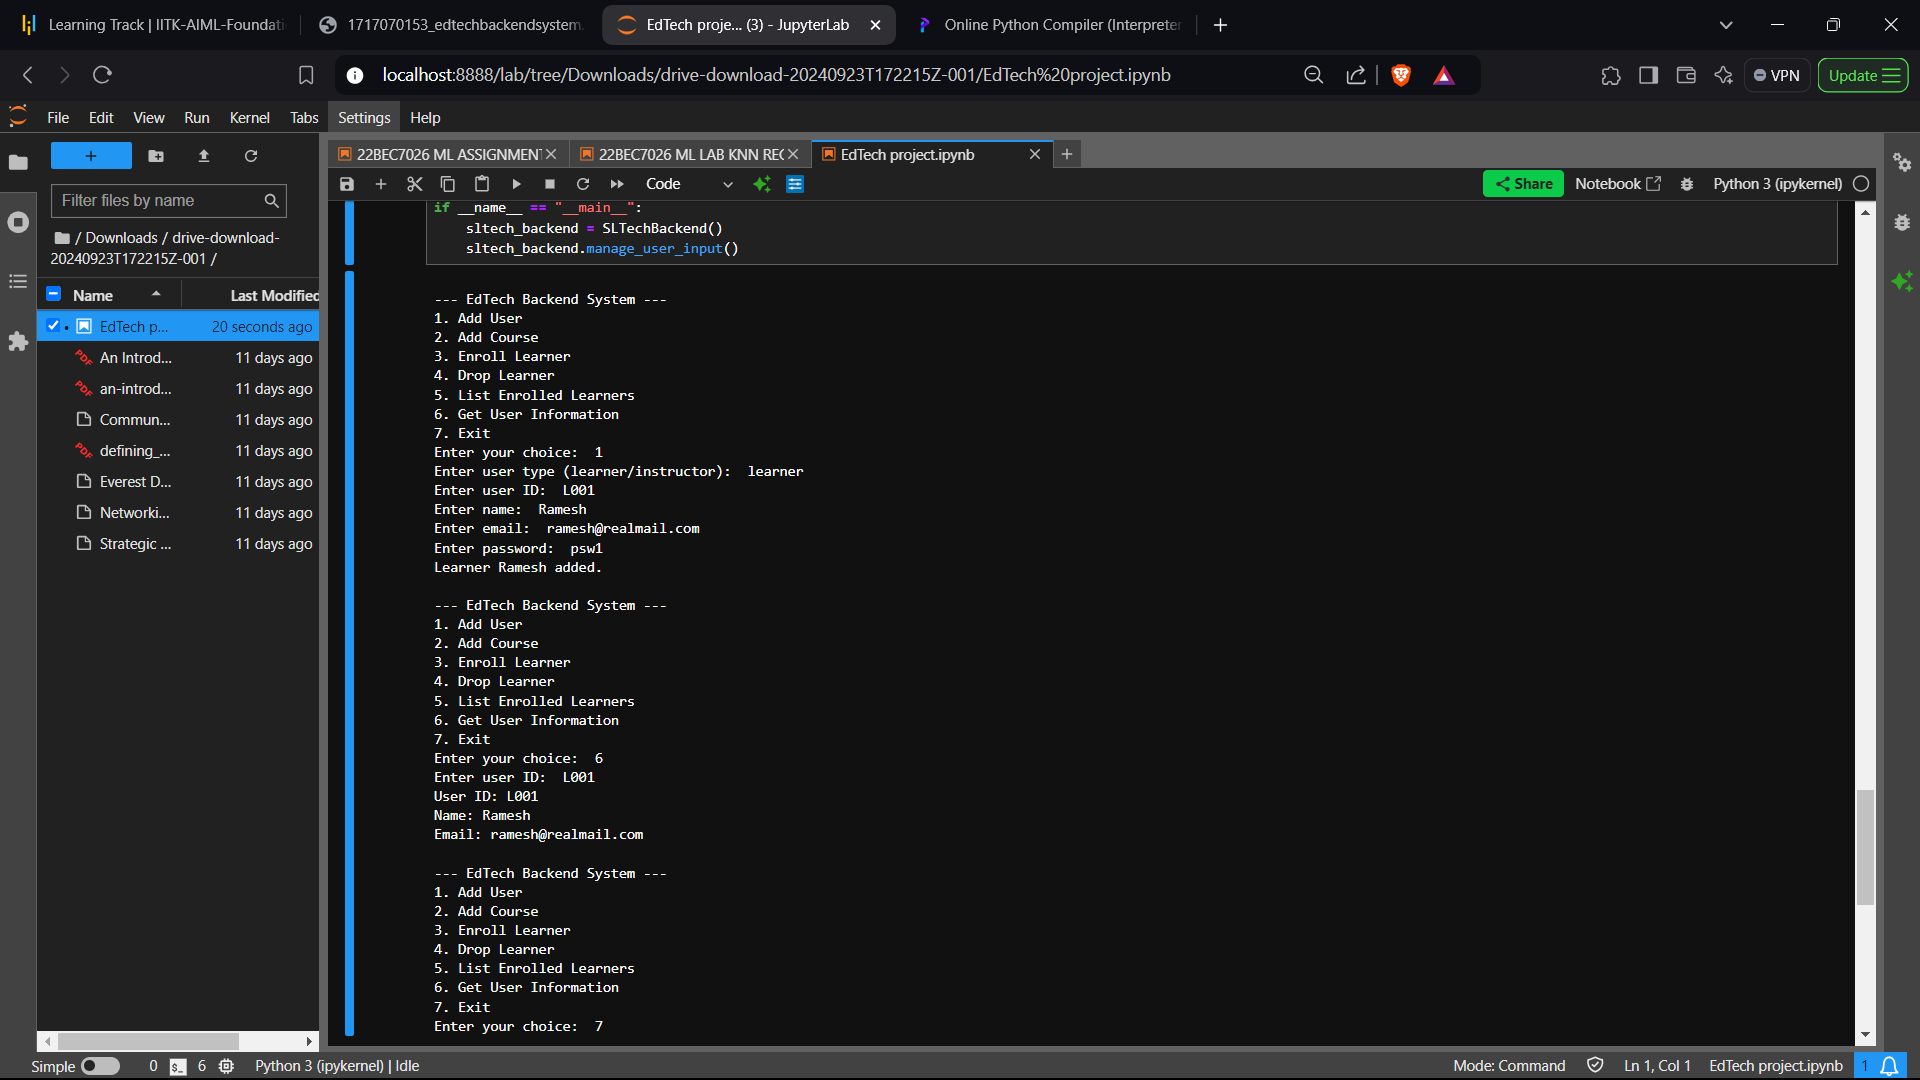 Learning Track | IITK-AIML-Foundati
1717070153_edtechbackendsystem.
EdTech proje... (3) - JupyterLab
Online Python Compiler (Interpreter
localhost:8888/lab/tree/Downloads/drive-download-20240923T172215Z-001/EdTech%20project.ipynb
VPN
Update
File Edit View Run Kernel Tabs Settings Help
22BEC7026 ML ASSIGNMENT
22BEC7026 ML LAB KNN REC
EdTech project.ipynb
Code
Share
Notebook
Python 3 (ipykernel)
Filter files by name
/ Downloads / drive-download-
20240923T172215Z-001 /
Name Last Modified
EdTech p... 20 seconds ago
An Introd... 11 days ago
an-introd... 11 days ago
Commun... 11 days ago
defining_... 11 days ago
Everest D... 11 days ago
Networki... 11 days ago
Strategic ... 11 days ago
if __name__ == "__main__":
sltech_backend = SLTechBackend()
sltech_backend.manage_user_input()
--- EdTech Backend System ---
1. Add User
2. Add Course
3. Enroll Learner
4. Drop Learner
5. List Enrolled Learners
6. Get User Information
7. Exit
Enter your choice:  1
Enter user type (learner/instructor):  learner
Enter user ID:  L001
Enter name:  Ramesh
Enter email:  ramesh@realmail.com
Enter password:  psw1
Learner Ramesh added.
--- EdTech Backend System ---
1. Add User
2. Add Course
3. Enroll Learner
4. Drop Learner
5. List Enrolled Learners
6. Get User Information
7. Exit
Enter your choice:  6
Enter user ID:  L001
User ID: L001
Name: Ramesh
Email: ramesh@realmail.com
--- EdTech Backend System ---
1. Add User
2. Add Course
3. Enroll Learner
4. Drop Learner
5. List Enrolled Learners
6. Get User Information
7. Exit
Enter your choice:  7
Simple 0 6 Python 3 (ipykernel) | Idle
Mode: Command Ln 1, Col 1 EdTech project.ipynb 1